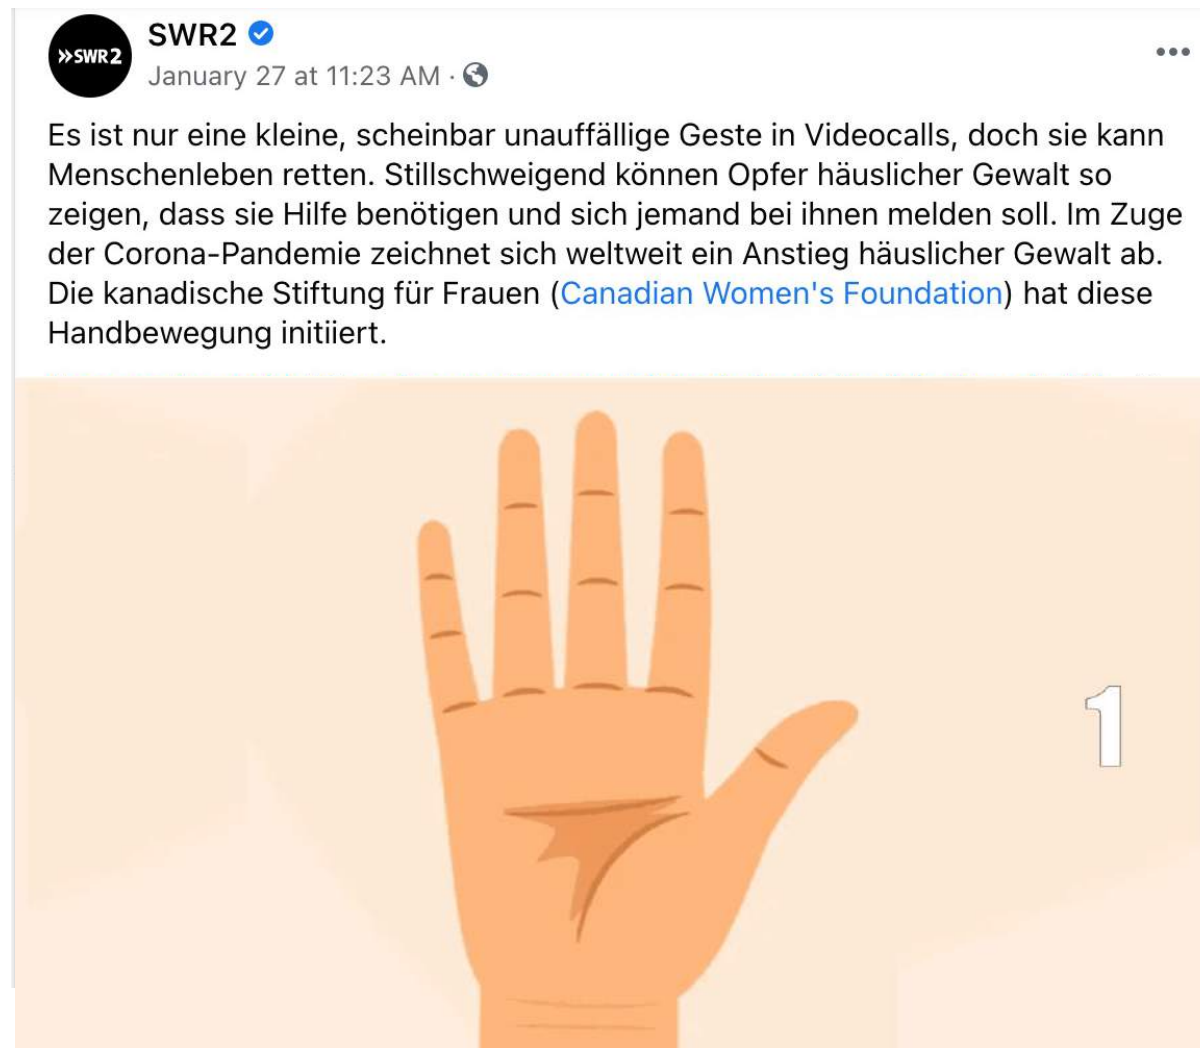 »SWR2
SWR2
January 27 at 11:23 AM ·
Es ist nur eine kleine, scheinbar unauffällige Geste in Videocalls, doch sie kann
Menschenleben retten. Stillschweigend können Opfer häuslicher Gewalt so
zeigen, dass sie Hilfe benötigen und sich jemand bei ihnen melden soll. Im Zuge
der Corona-Pandemie zeichnet sich weltweit ein Anstieg häuslicher Gewalt ab.
Die kanadische Stiftung für Frauen (Canadian Women's Foundation) hat diese
Handbewegung initiiert.
1